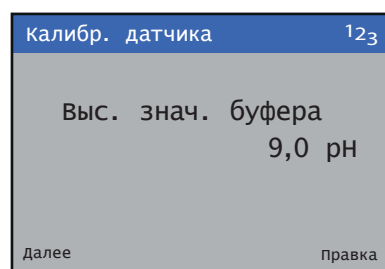 Калибр. датчика 123
Выс. знач. буфера
9,0 pH
Далее Правка